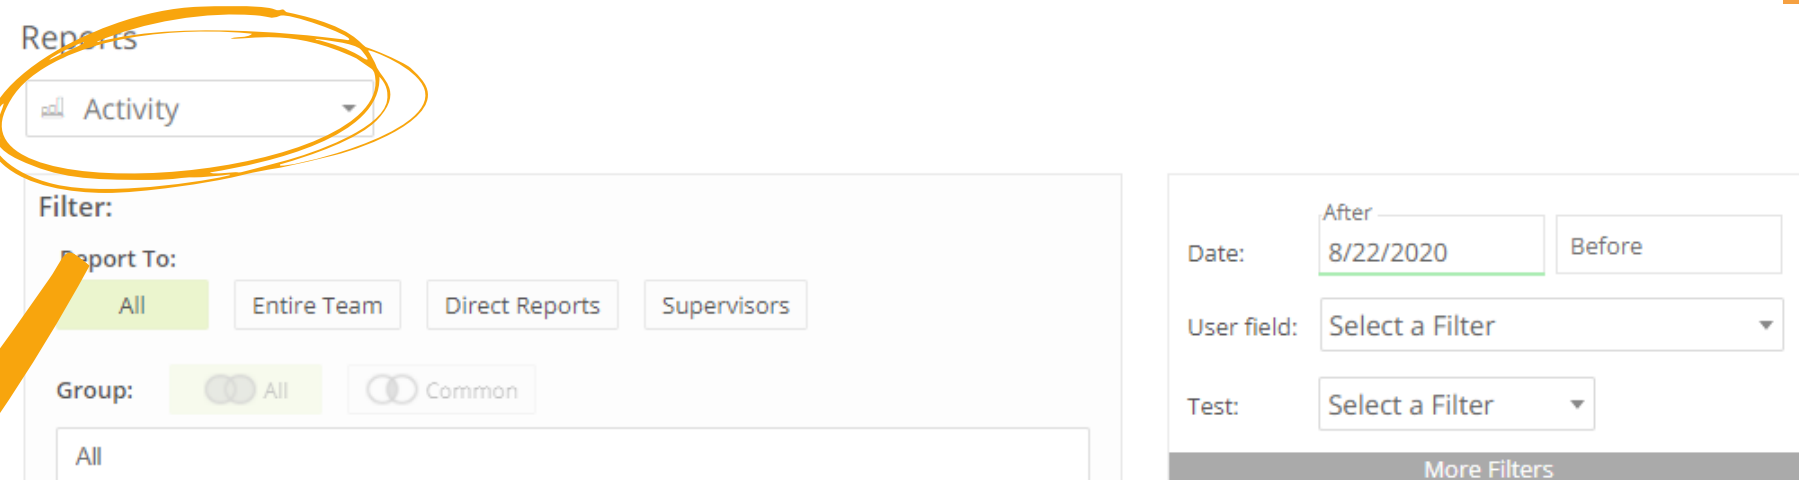 Reports
Activity
Filter:
Report To:
All
Entire Team
Direct Reports
Supervisors
Group:
All
Common
All
After
Date:
8/22/2020
Before
User field:
Select a Filter
Test:
Select a Filter
More Filters